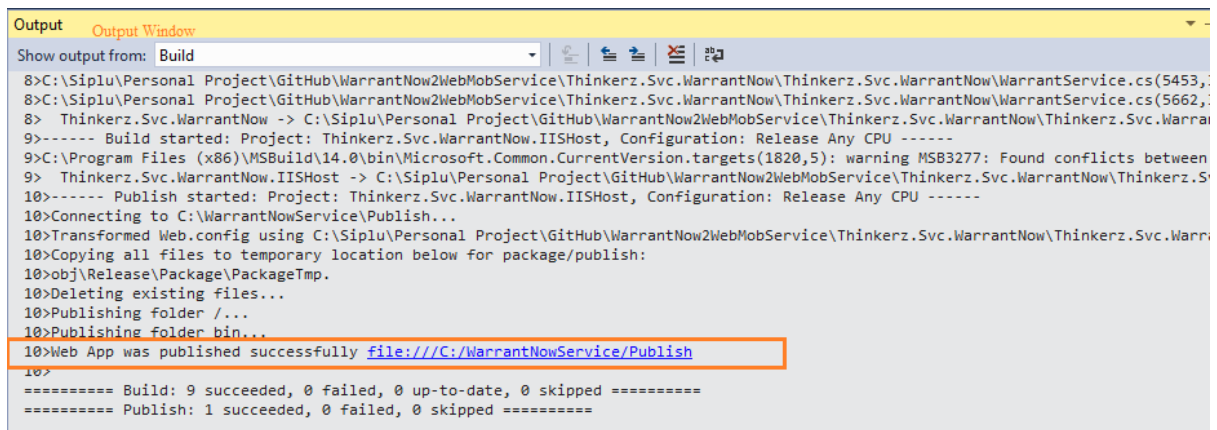 Output Output Window
Show output from: Build
8>C:\Siplu\Personal Project\GitHub\WarrantNow2WebMobService\Thinkerz.Svc.WarrantNow\Thinkerz.Svc.WarrantNow\WarrantService.cs(5453,
8>C:\Siplu\Personal Project\GitHub\WarrantNow2WebMobService\Thinkerz.Svc.WarrantNow\Thinkerz.Svc.WarrantNow\WarrantService.cs(5662,
8>  Thinkerz.Svc.WarrantNow -> C:\Siplu\Personal Project\GitHub\WarrantNow2WebMobService\Thinkerz.Svc.WarrantNow\Thinkerz.Svc.Warran
9>------ Build started: Project: Thinkerz.Svc.WarrantNow.IISHost, Configuration: Release Any CPU ------
9>C:\Program Files (x86)\MSBuild\14.0\bin\Microsoft.Common.CurrentVersion.targets(1820,5): warning MSB3277: Found conflicts between
9>  Thinkerz.Svc.WarrantNow.IISHost -> C:\Siplu\Personal Project\GitHub\WarrantNow2WebMobService\Thinkerz.Svc.WarrantNow\Thinkerz.Sv
10>------ Publish started: Project: Thinkerz.Svc.WarrantNow.IISHost, Configuration: Release Any CPU ------
10>Connecting to C:\WarrantNowService\Publish...
10>Transformed Web.config using C:\Siplu\Personal Project\GitHub\WarrantNow2WebMobService\Thinkerz.Svc.WarrantNow\Thinkerz.Svc.Warra
10>Copying all files to temporary location below for package/publish:
10>obj\Release\Package\PackageTmp.
10>Deleting existing files...
10>Publishing folder /...
10>Publishing folder bin...
10>Web App was published successfully file:///C:/WarrantNowService/Publish
10>
========== Build: 9 succeeded, 0 failed, 0 up-to-date, 0 skipped ==========
========== Publish: 1 succeeded, 0 failed, 0 skipped ==========